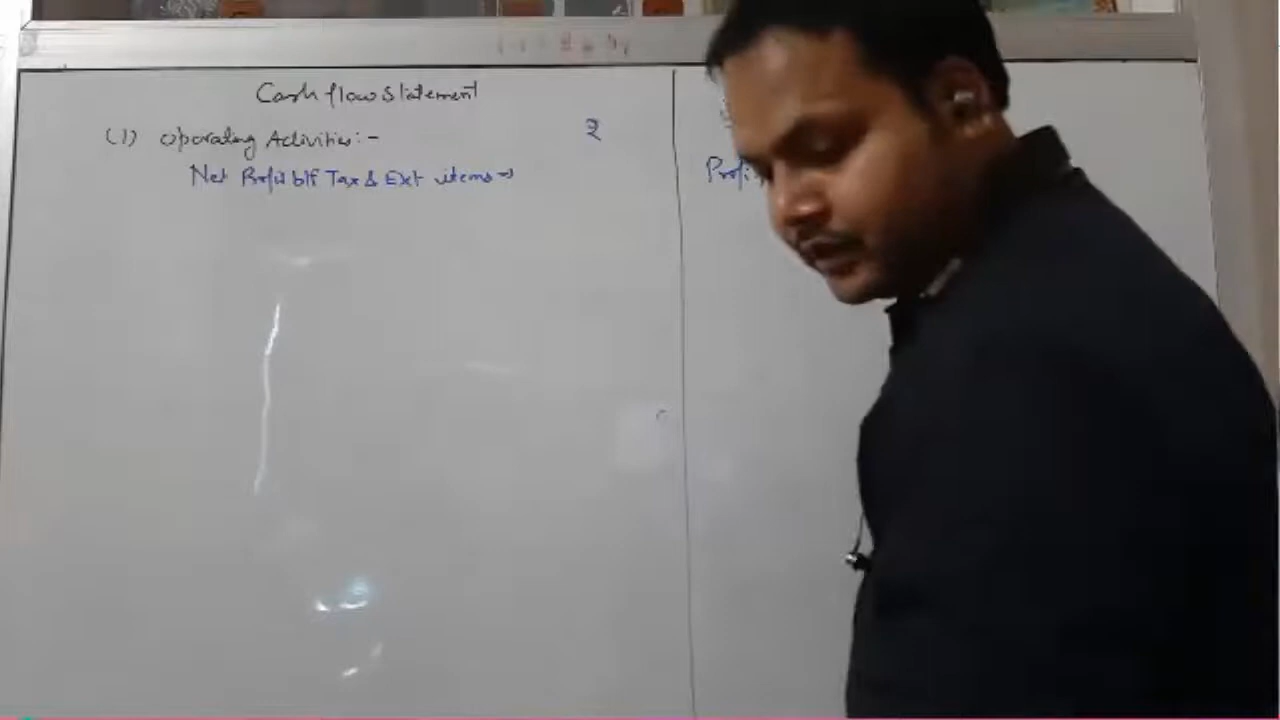 Cash flow Statement
(1) Operating Activities:- ₹
Net Profit b/f Tax & Ext items
Profi